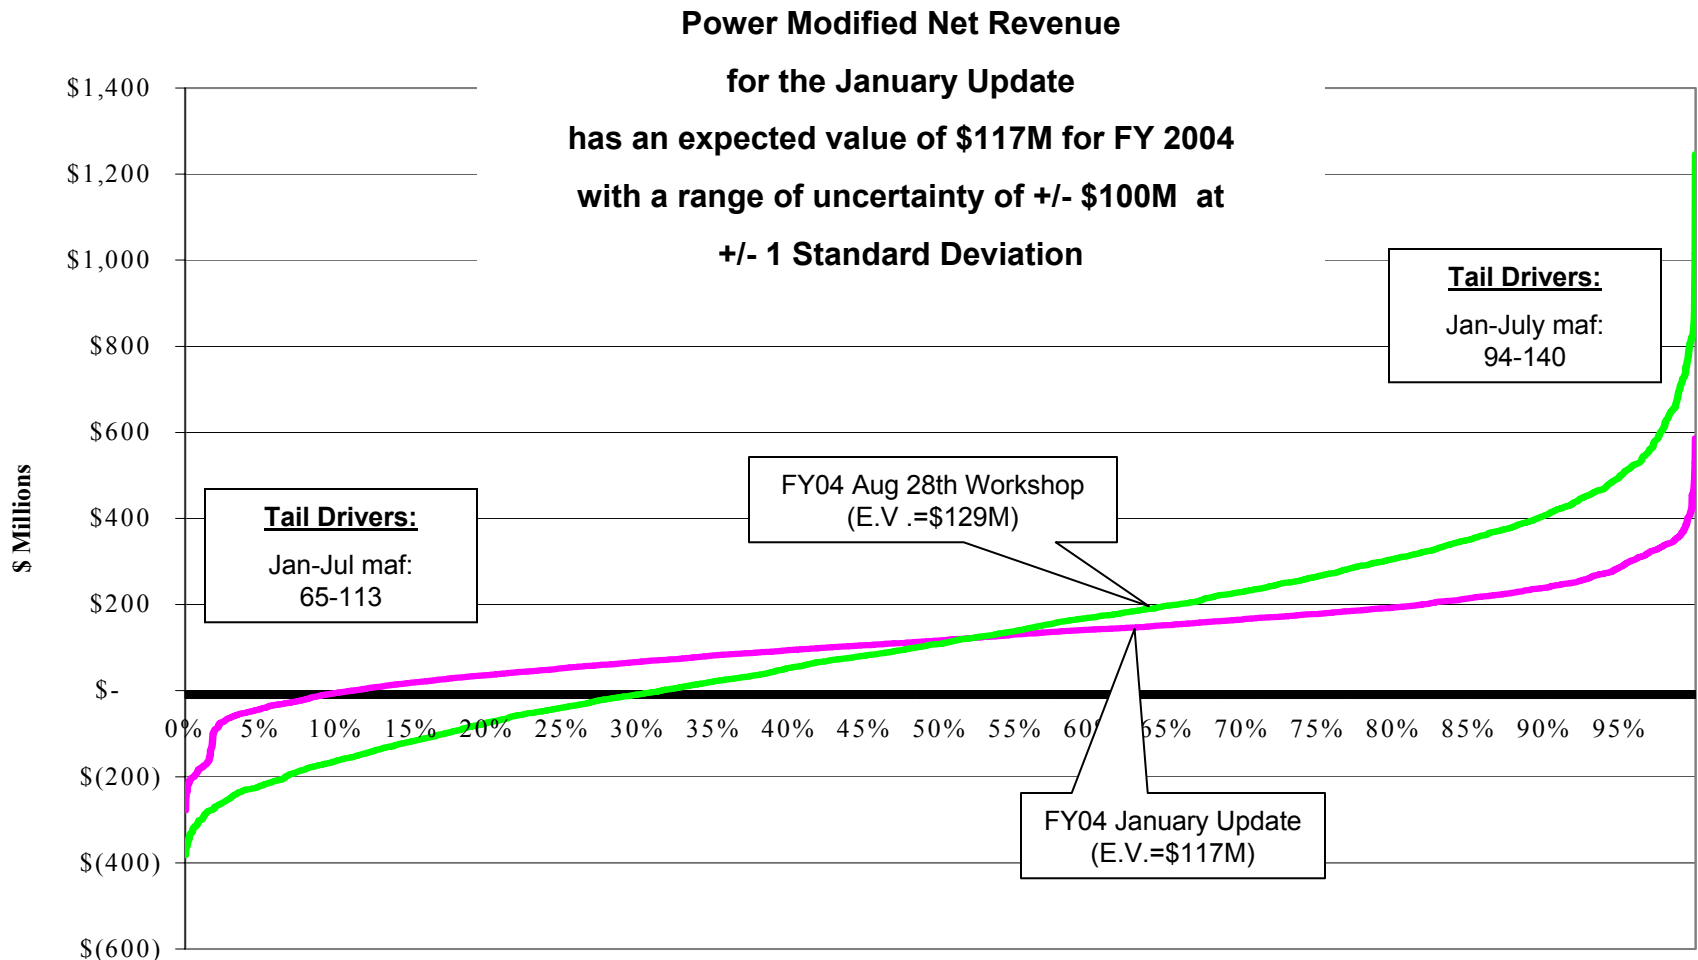 Power Modified Net Revenue
for the January Update
has an expected value of $117M for FY 2004
with a range of uncertainty of +/- $100M at
+/- 1 Standard Deviation
$ Millions
$1,400
$1,200
$1,000
$800
$600
$400
$200
$-
$(200)
$(400)
$(600)
Tail Drivers:
Jan-July maf:
94-140
FY04 Aug 28th Workshop
(E.V .=$129M)
Tail Drivers:
Jan-Jul maf:
65-113
0% 5% 10% 15% 20% 25% 30% 35% 40% 45% 50% 55% 60% 65% 70% 75% 80% 85% 90% 95%
FY04 January Update
(E.V.=$117M)